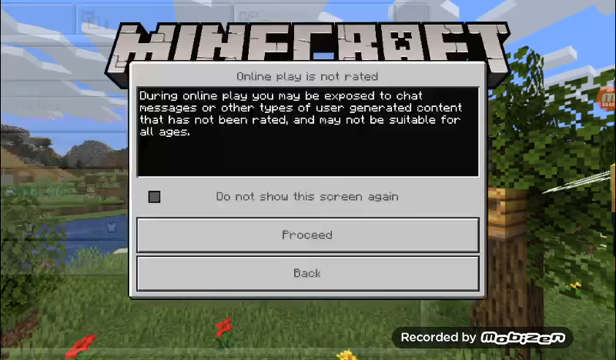 MINECRAFT
Online play is not rated
During online play you may be exposed to chat
messages or other types of user generated content
that has not been rated, and may not be suitable for
all ages.
Do not show this screen again
Proceed
Back
Recorded by Mobizen